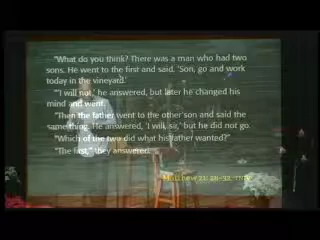 "What do you think? There was a man who had two
sons. He went to the first and said, 'Son, go and work
today in the vineyard.'
"'I will not,' he answered, but later he changed his
mind and went.
"Then the father went to the other son and said the
same thing. He answered, 'I will, sir,' but he did not go.
"Which of the two did what his father wanted?"
"The first," they answered.
Matthew 21: 28-32,